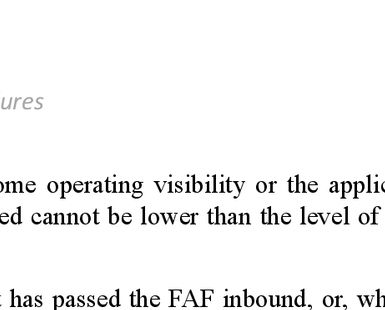 ures
ome operating visibility or the applic
ed cannot be lower than the level of
t has passed the FAF inbound, or, wh